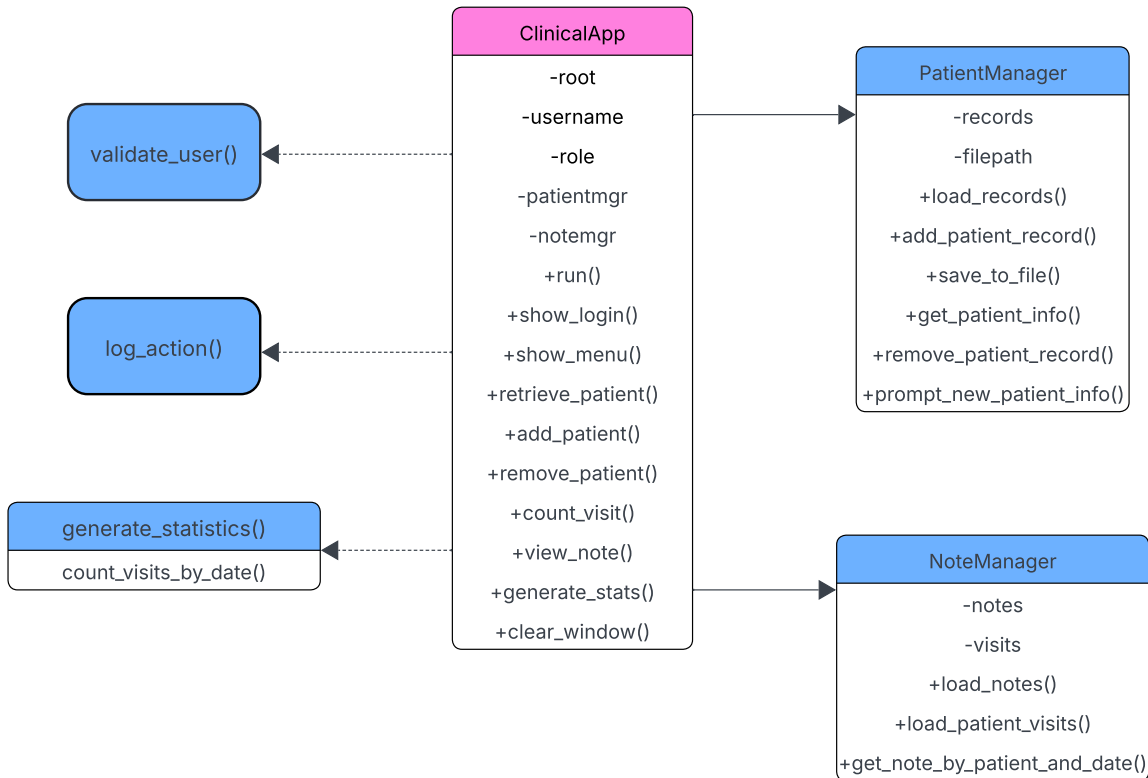 ClinicalApp
-root
-username
-role
-patientmgr
-notemgr
+run()
+show_login()
+show_menu()
+retrieve_patient()
+add_patient()
+remove_patient()
+count_visit()
+view_note()
+generate_stats()
+clear_window()
validate_user()
log_action()
generate_statistics()
count_visits_by_date()
PatientManager
-records
-filepath
+load_records()
+add_patient_record()
+save_to_file()
+get_patient_info()
+remove_patient_record()
+prompt_new_patient_info()
NoteManager
-notes
-visits
+load_notes()
+load_patient_visits()
+get_note_by_patient_and_date()